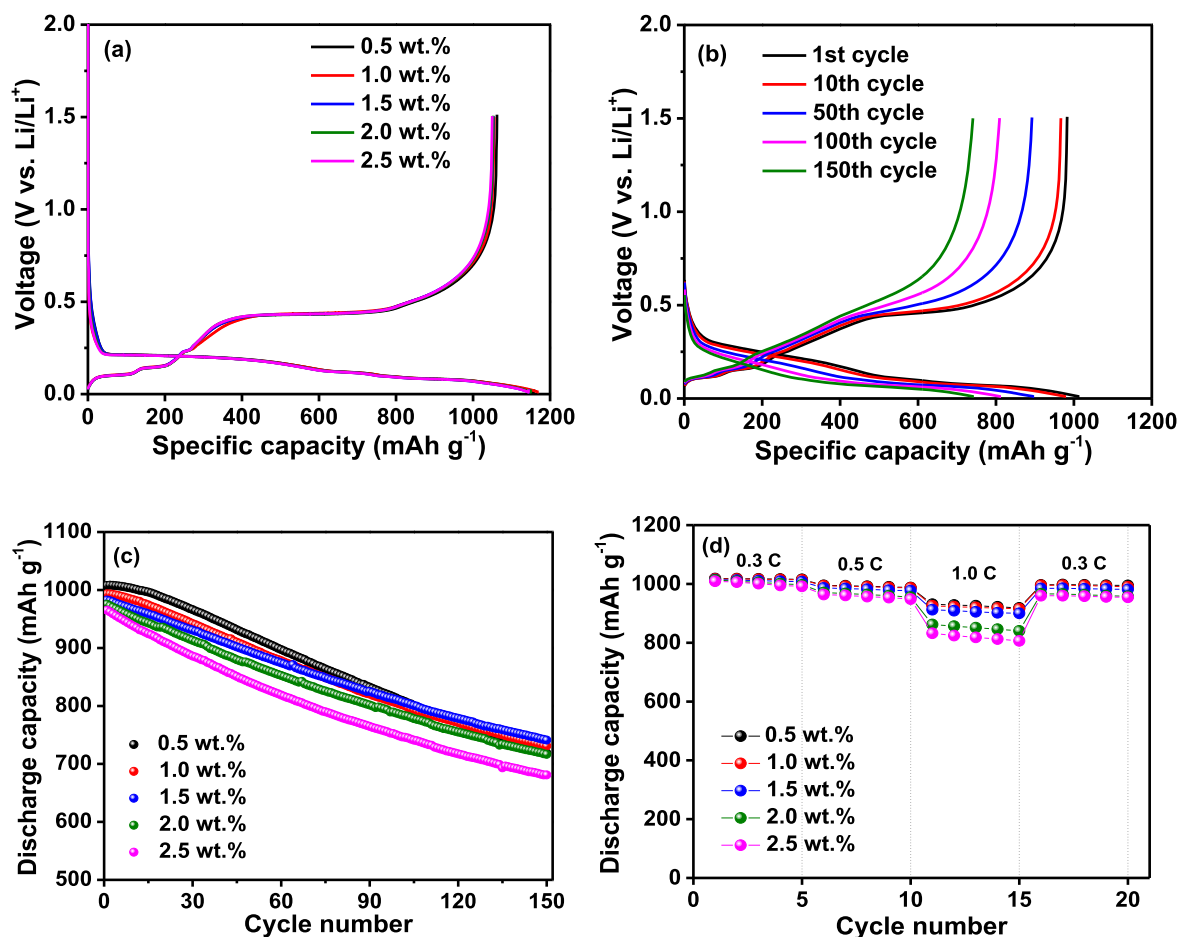 (a)
0.5 wt.%
1.0 wt.%
1.5 wt.%
2.0 wt.%
2.5 wt.%
2.0
1.5
1.0
0.5
0.0
Voltage (V vs. Li/Li⁺)
0 200 400 600 800 1000 1200
Specific capacity (mAh g⁻¹)
(b)
1st cycle
10th cycle
50th cycle
100th cycle
150th cycle
2.0
1.5
1.0
0.5
0.0
Voltage (V vs. Li/Li⁺)
0 200 400 600 800 1000 1200
Specific capacity (mAh g⁻¹)
(c)
1100
1000
900
800
700
600
500
Discharge capacity (mAh g⁻¹)
0.5 wt.%
1.0 wt.%
1.5 wt.%
2.0 wt.%
2.5 wt.%
0 30 60 90 120 150
Cycle number
(d)
0.3 C 0.5 C 1.0 C 0.3 C
1200
1000
800
600
400
200
0
Discharge capacity (mAh g⁻¹)
0.5 wt.%
1.0 wt.%
1.5 wt.%
2.0 wt.%
2.5 wt.%
0 5 10 15 20
Cycle number